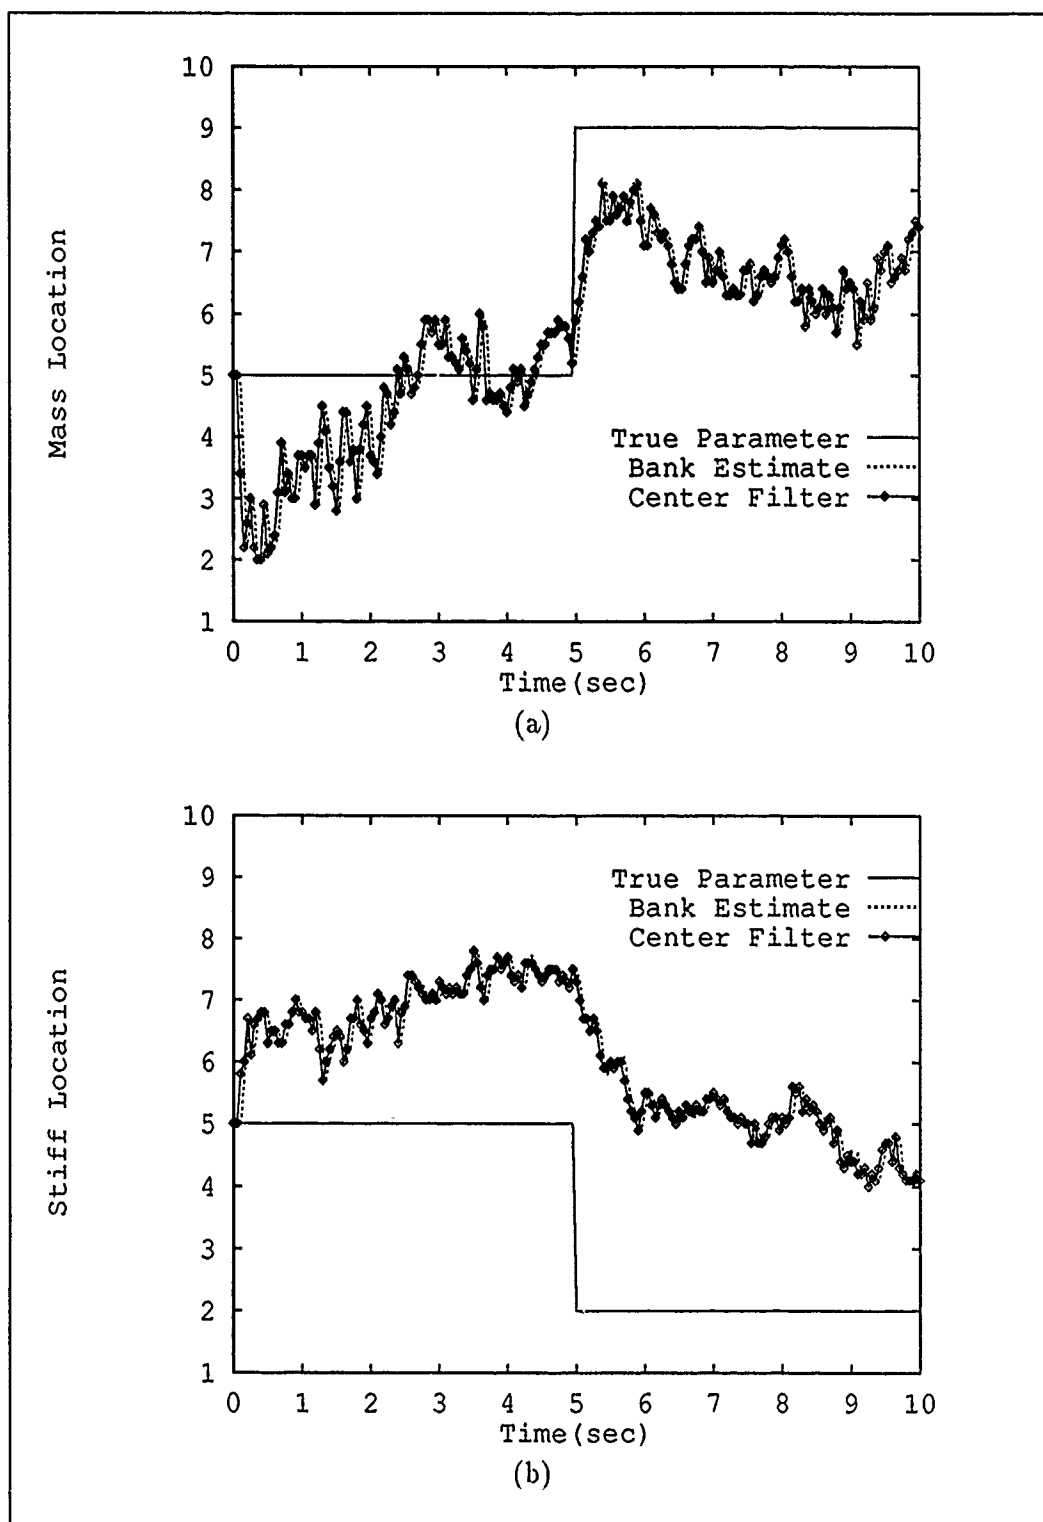 10
9
8
7
6
5
4
3
2
1
Mass Location
True Parameter
Bank Estimate
Center Filter
0 1 2 3 4 5 6 7 8 9 10
Time(sec)
(a)
10
9
8
7
6
5
4
3
2
1
Stiff Location
True Parameter
Bank Estimate
Center Filter
0 1 2 3 4 5 6 7 8 9 10
Time(sec)
(b)